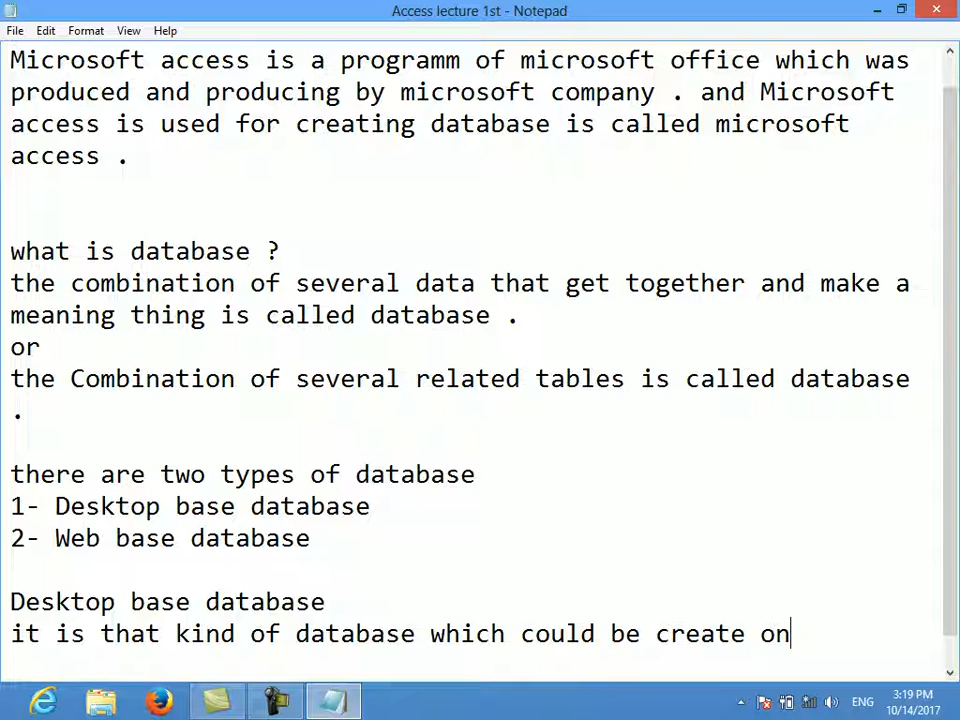 Access lecture 1st - Notepad
File Edit Format View Help
Microsoft access is a programm of microsoft office which was
produced and producing by microsoft company . and Microsoft
access is used for creating database is called microsoft
access .
what is database ?
the combination of several data that get together and make a
meaning thing is called database .
or
the Combination of several related tables is called database
.
there are two types of database
1- Desktop base database
2- Web base database
Desktop base database
it is that kind of database which could be create on
ENG
3:19 PM
10/14/2017